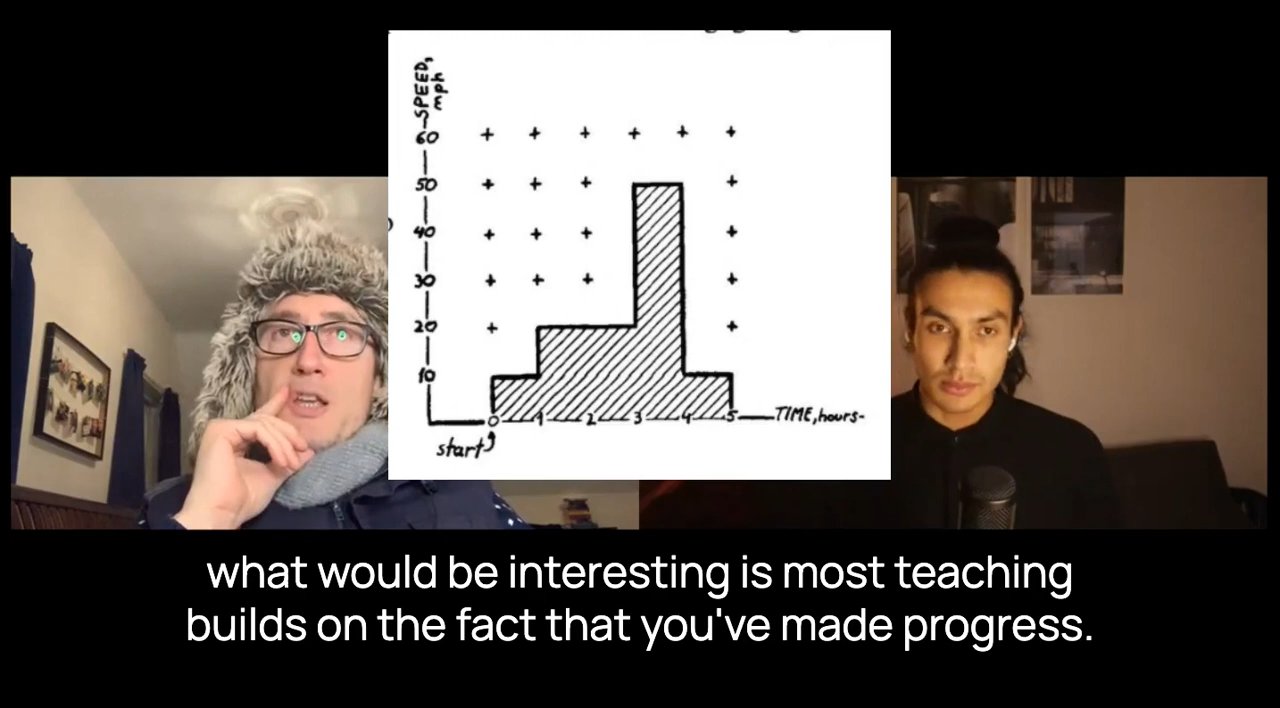 SPEED,
mph
60
50
40
30
20
10
0 1 2 3 4 5 TIME, hours
start
what would be interesting is most teaching
builds on the fact that you've made progress.